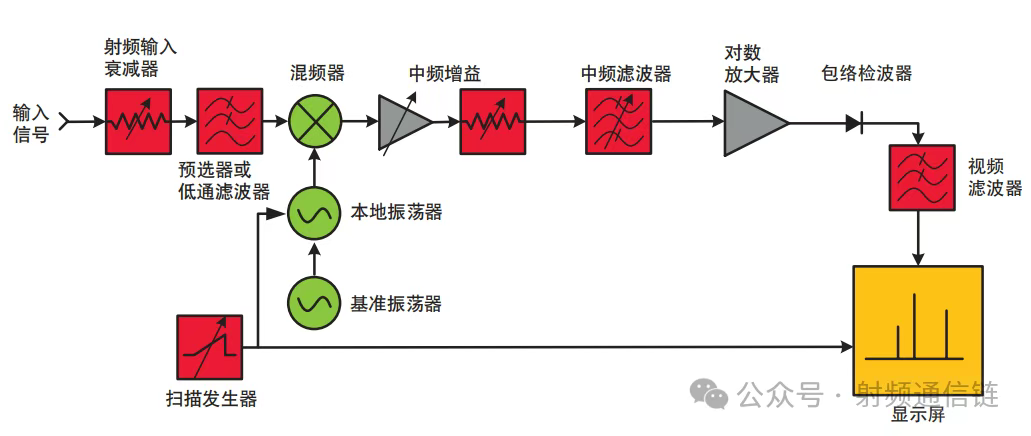 射频输入
衰减器
输入
信号
预选器或
低通滤波器
混频器
中频增益
中频滤波器
对数
放大器
包络检波器
视频
滤波器
本地振荡器
基准振荡器
扫描发生器
公众号 · 射频通信链
显示屏